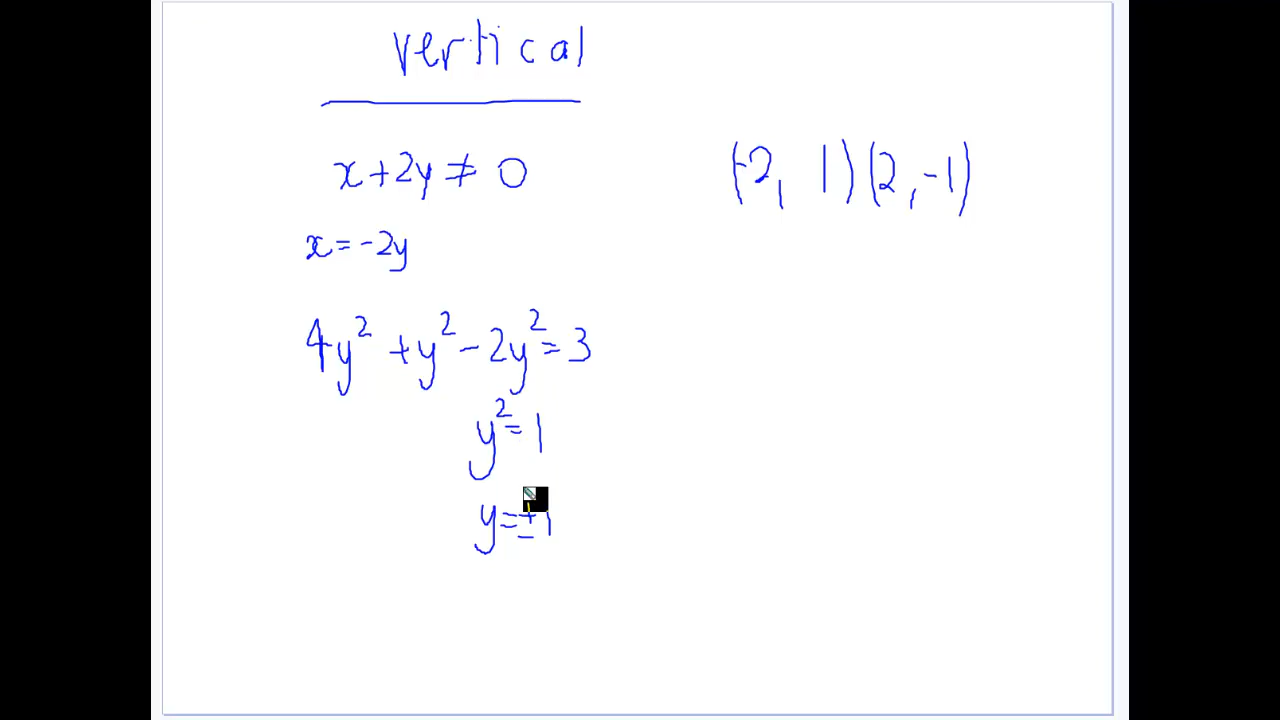 vertical
x+2y≠0
(-2, 1)(2,-1)
x=-2y
4y²+y²-2y²=3
y²=1
y=±1